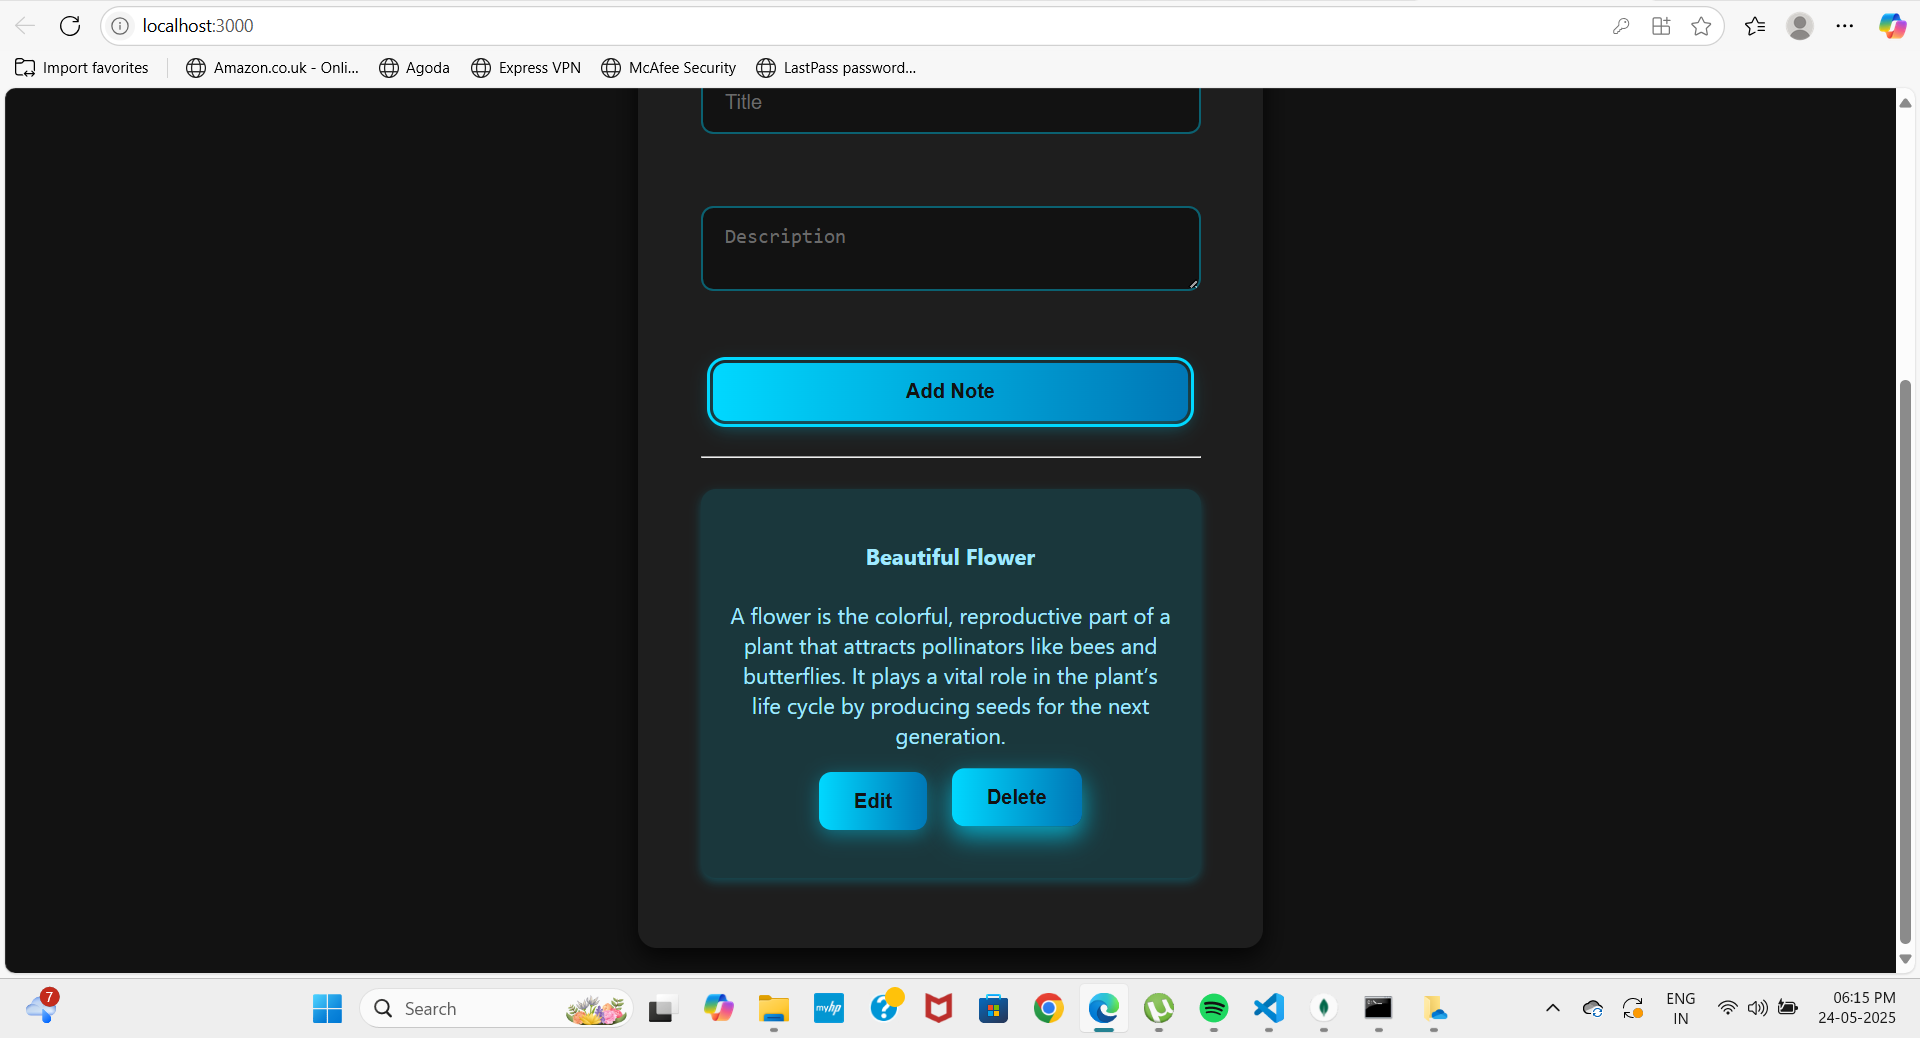 localhost:3000
Import favorites
Amazon.co.uk - Onli...
Agoda
Express VPN
McAfee Security
LastPass password...
Title
Description
Add Note
Beautiful Flower
A flower is the colorful, reproductive part of a
plant that attracts pollinators like bees and
butterflies. It plays a vital role in the plant’s
life cycle by producing seeds for the next
generation.
Edit
Delete
7
Search
myhp
ENG
IN
06:15 PM
24-05-2025